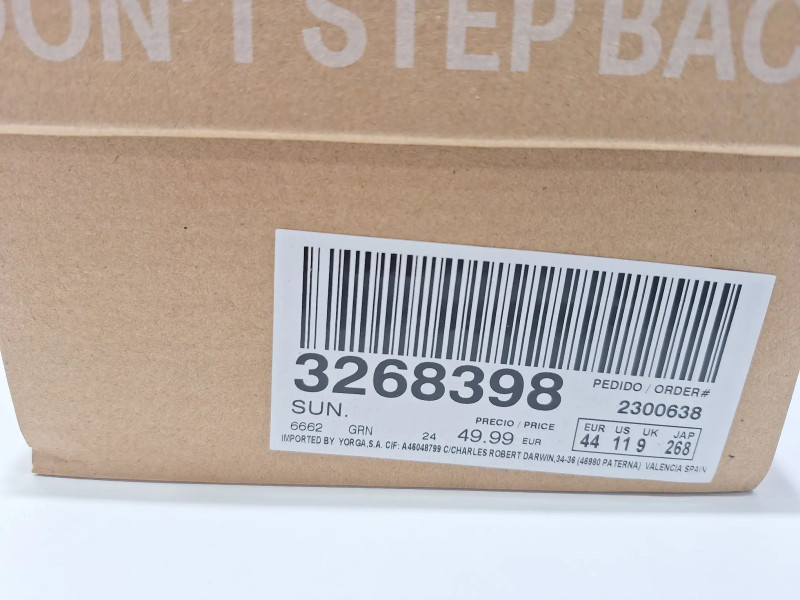 DON'T STEP BAC
3268398
PEDIDO / ORDER#
2300638
SUN.
6662 GRN 24
PRECIO / PRICE
49.99 EUR
EUR US UK JAP
44 11 9 268
IMPORTED BY YORGA,S.A. CIF: A46048799 C/CHARLES ROBERT DARWIN,34-36 (46980 PATERNA) VALENCIA SPAIN